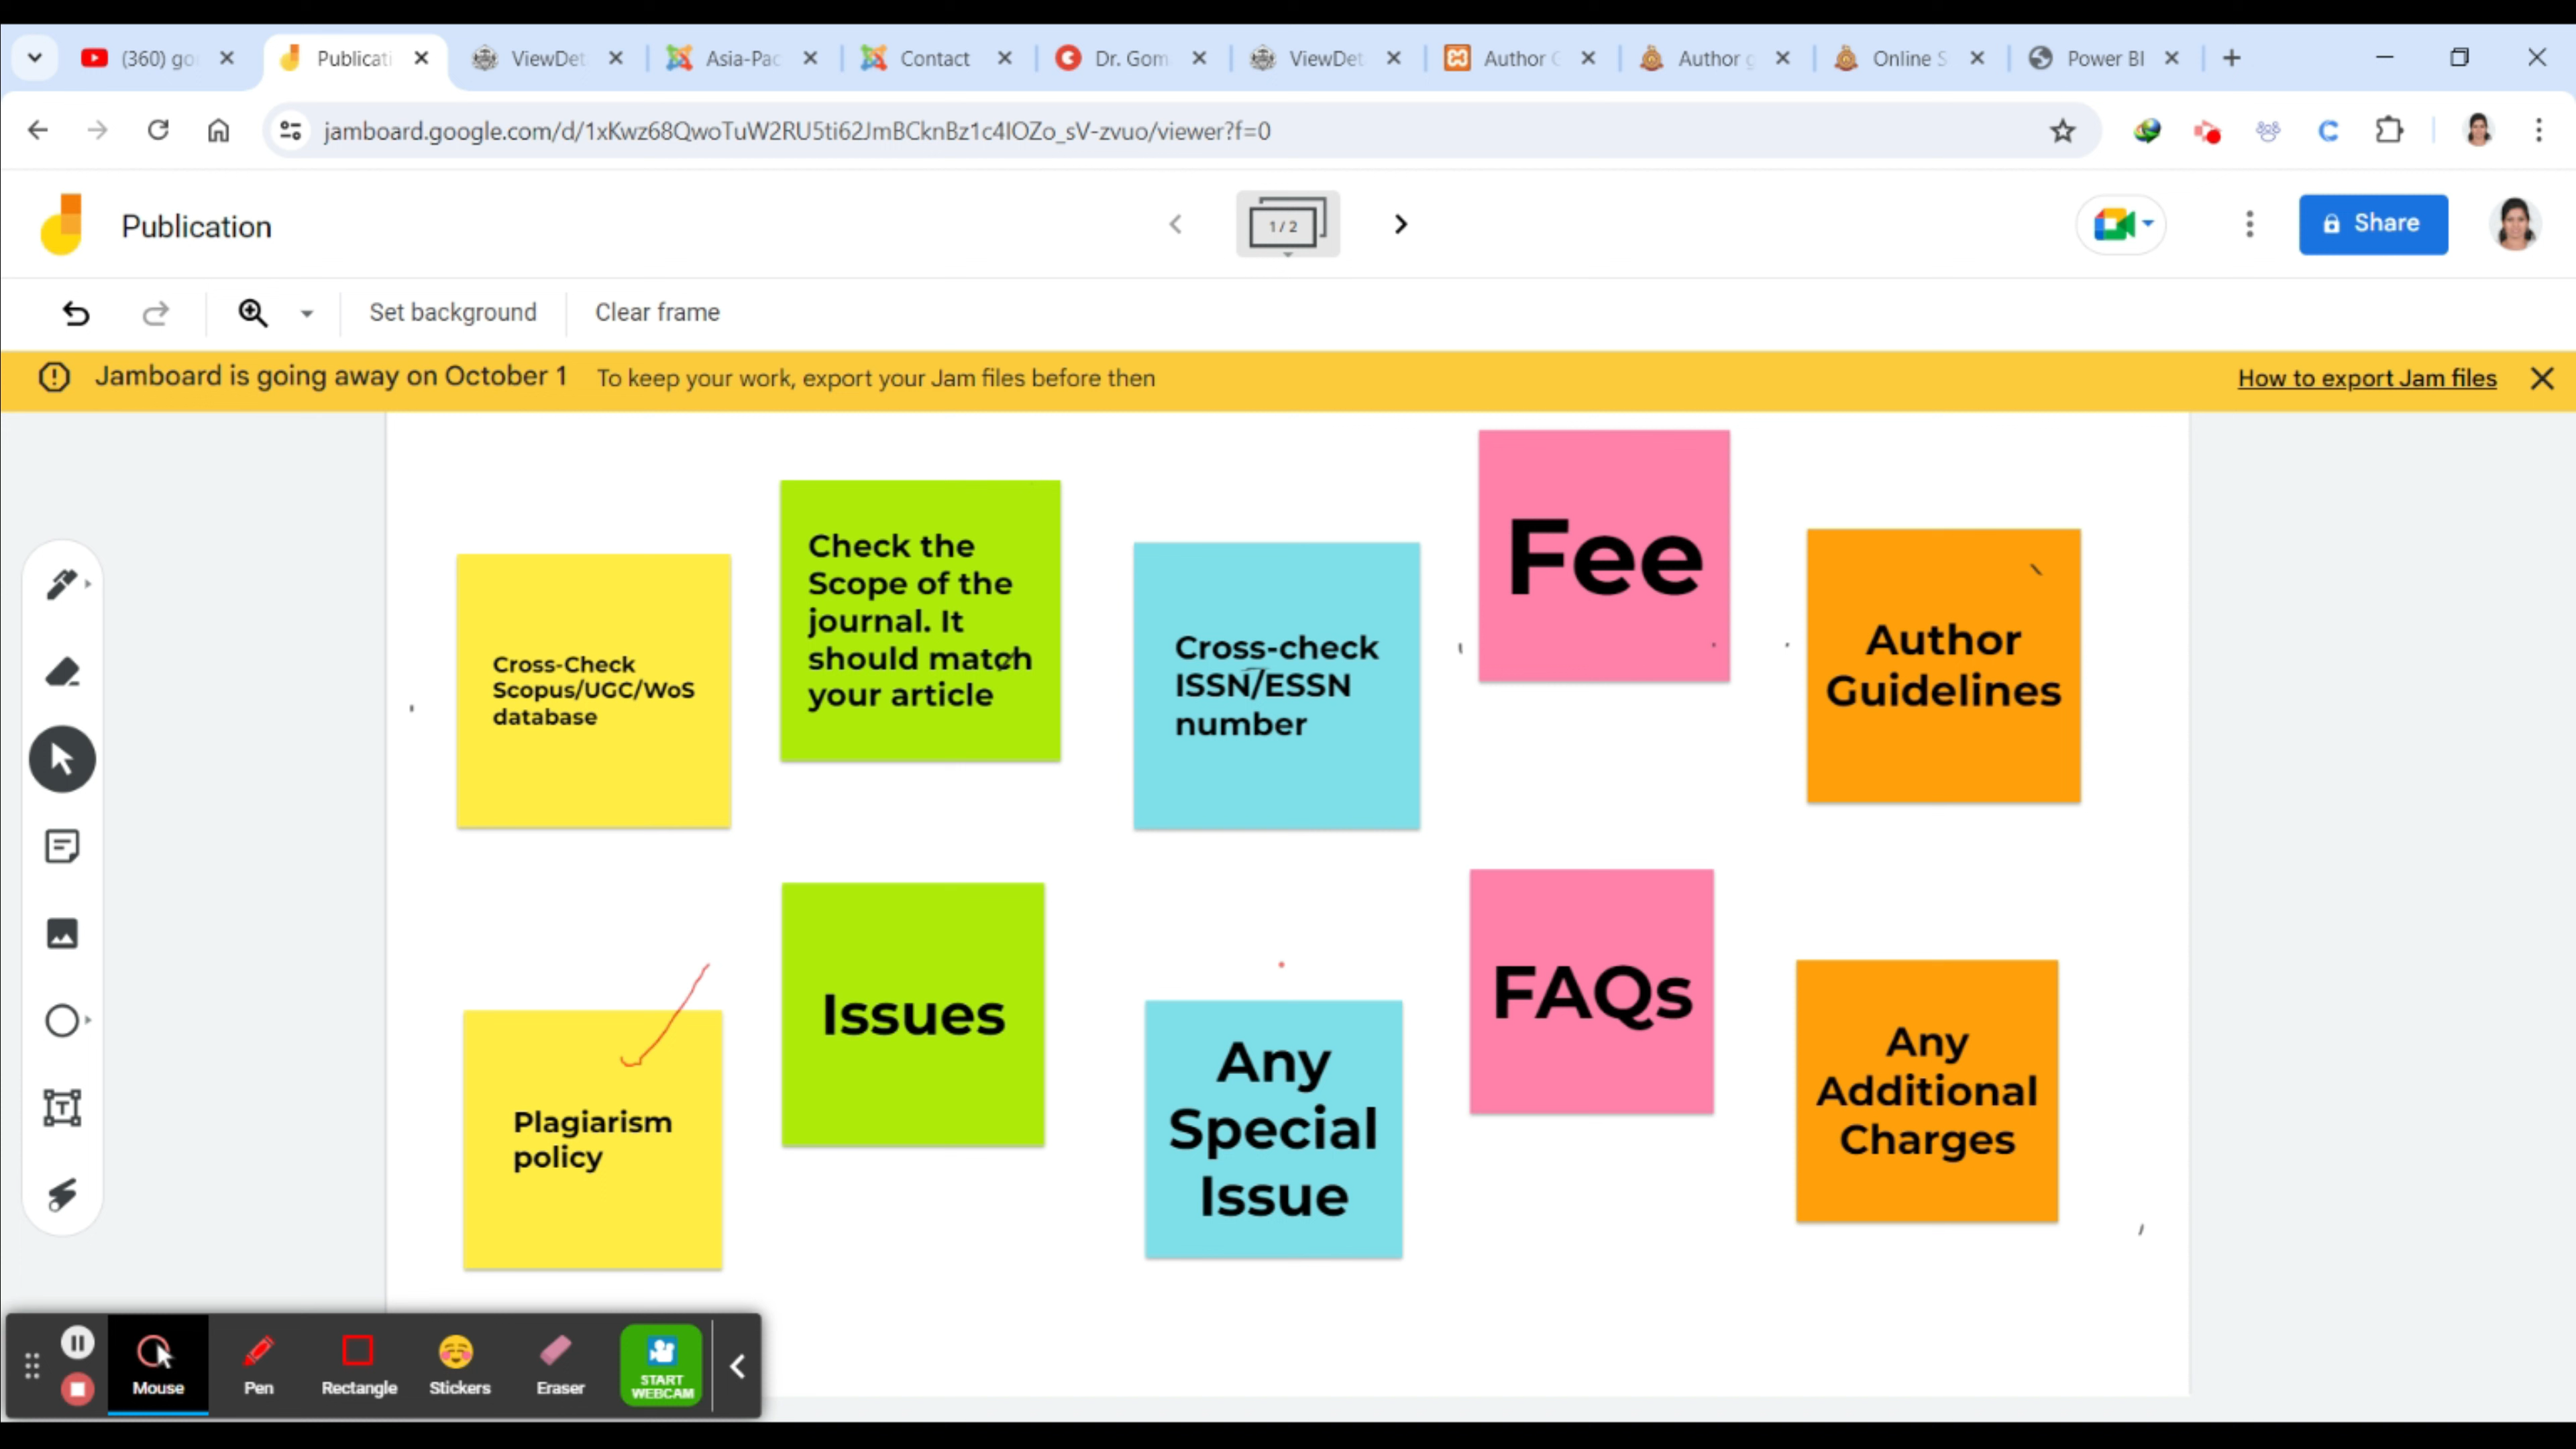 (360) go
Publicati
ViewDet
Asia-Pac
Contact
Dr. Gom
ViewDet
Author
Author g
Online S
Power BI
jamboard.google.com/d/1xKwz68QwoTuW2RU5ti62JmBCknBz1c4IOZo_sV-zvuo/viewer?f=0
Publication
1 / 2
Share
Set background
Clear frame
Jamboard is going away on October 1 To keep your work, export your Jam files before then
How to export Jam files
Cross-Check
Scopus/UGC/WoS
database
Check the
Scope of the
journal. It
should match
your article
Cross-check
ISSN/ESSN
number
Fee
Author
Guidelines
Plagiarism
policy
Issues
Any
Special
Issue
FAQs
Any
Additional
Charges
Mouse
Pen
Rectangle
Stickers
Eraser
START
WEBCAM